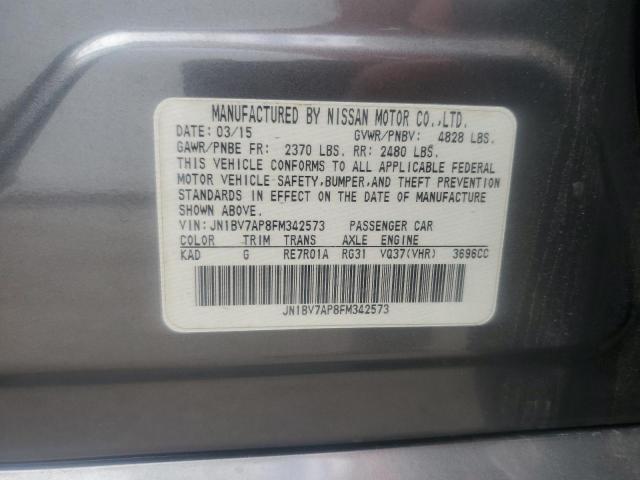 MANUFACTURED BY NISSAN MOTOR CO.,LTD.
DATE: 03/15 GVWR/PNBV: 4828 LBS.
GAWR/PNBE FR: 2370 LBS. RR: 2480 LBS.
THIS VEHICLE CONFORMS TO ALL APPLICABLE FEDERAL
MOTOR VEHICLE SAFETY,BUMPER,AND THEFT PREVENTION
STANDARDS IN EFFECT ON THE DATE OF MANUFACTURE
SHOWN ABOVE.
VIN: JN1BV7AP8FM342573 PASSENGER CAR
COLOR TRIM TRANS AXLE ENGINE
KAD G RE7R01A RG31 VQ37(VHR) 3696CC
JN1BV7AP8FM342573